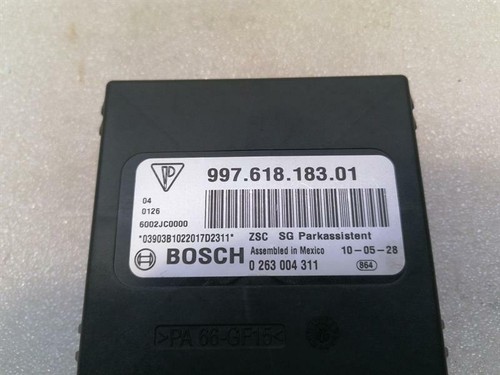 997.618.183.01
04
0126
6002JC0000
*03903B1022017D2311* ZSC SG Parkassistent
BOSCH Assembled in Mexico 10-05-28
0 263 004 311 864
>PA 66-GF15<